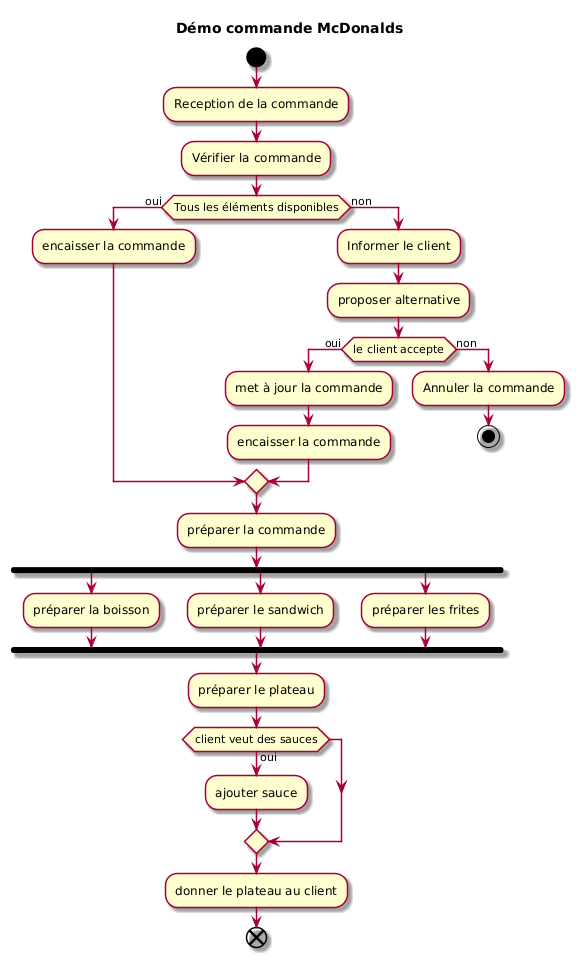 Démo commande McDonalds
Reception de la commande
Vérifier la commande
oui
Tous les éléments disponibles
non
encaisser la commande
Informer le client
proposer alternative
oui
le client accepte
non
met à jour la commande
Annuler la commande
encaisser la commande
préparer la commande
préparer la boisson
préparer le sandwich
préparer les frites
préparer le plateau
client veut des sauces
oui
ajouter sauce
donner le plateau au client